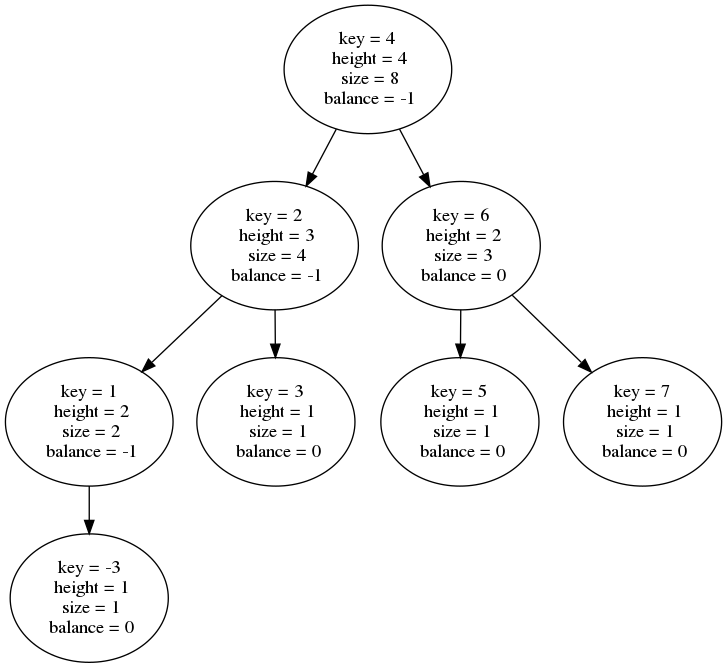 key = 4
height = 4
size = 8
balance = -1
key = 2
height = 3
size = 4
balance = -1
key = 6
height = 2
size = 3
balance = 0
key = 1
height = 2
size = 2
balance = -1
key = 3
height = 1
size = 1
balance = 0
key = 5
height = 1
size = 1
balance = 0
key = 7
height = 1
size = 1
balance = 0
key = -3
height = 1
size = 1
balance = 0